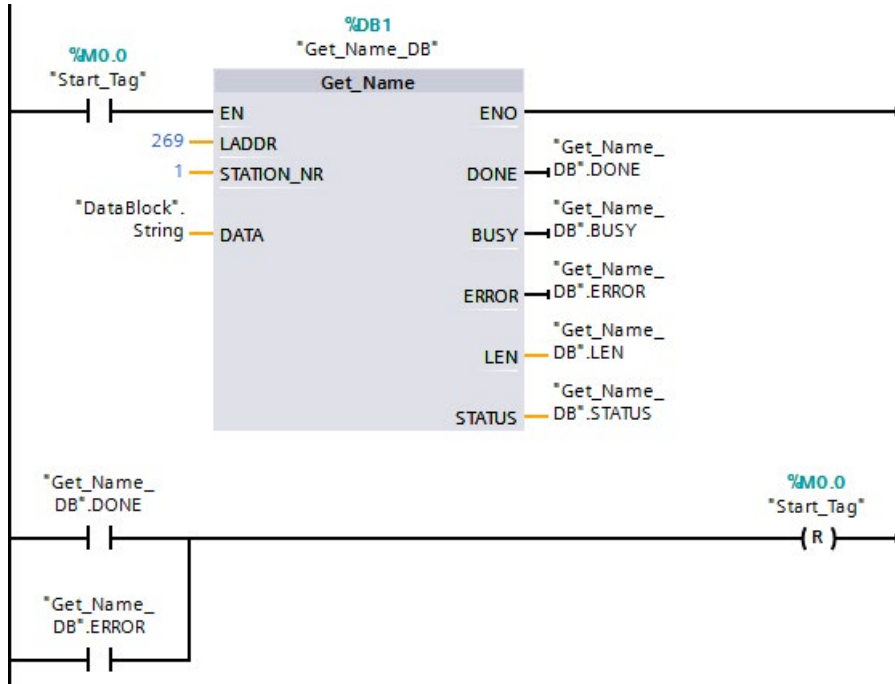 %DB1
"Get_Name_DB"
%M0.0
"Start_Tag"
Get_Name
EN
ENO
269
LADDR
1
STATION_NR
"DataBlock".
String
DATA
DONE
"Get_Name_
DB".DONE
BUSY
"Get_Name_
DB".BUSY
ERROR
"Get_Name_
DB".ERROR
LEN
"Get_Name_
DB".LEN
STATUS
"Get_Name_
DB".STATUS
"Get_Name_
DB".DONE
%M0.0
"Start_Tag"
R
"Get_Name_
DB".ERROR